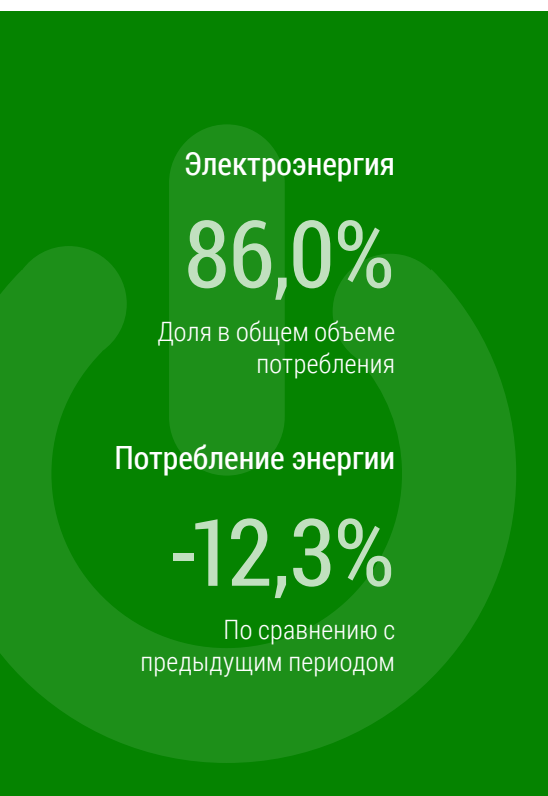 Электроэнергия
86,0%
Доля в общем объеме
потребления
Потребление энергии
-12,3%
По сравнению с
предыдущим периодом